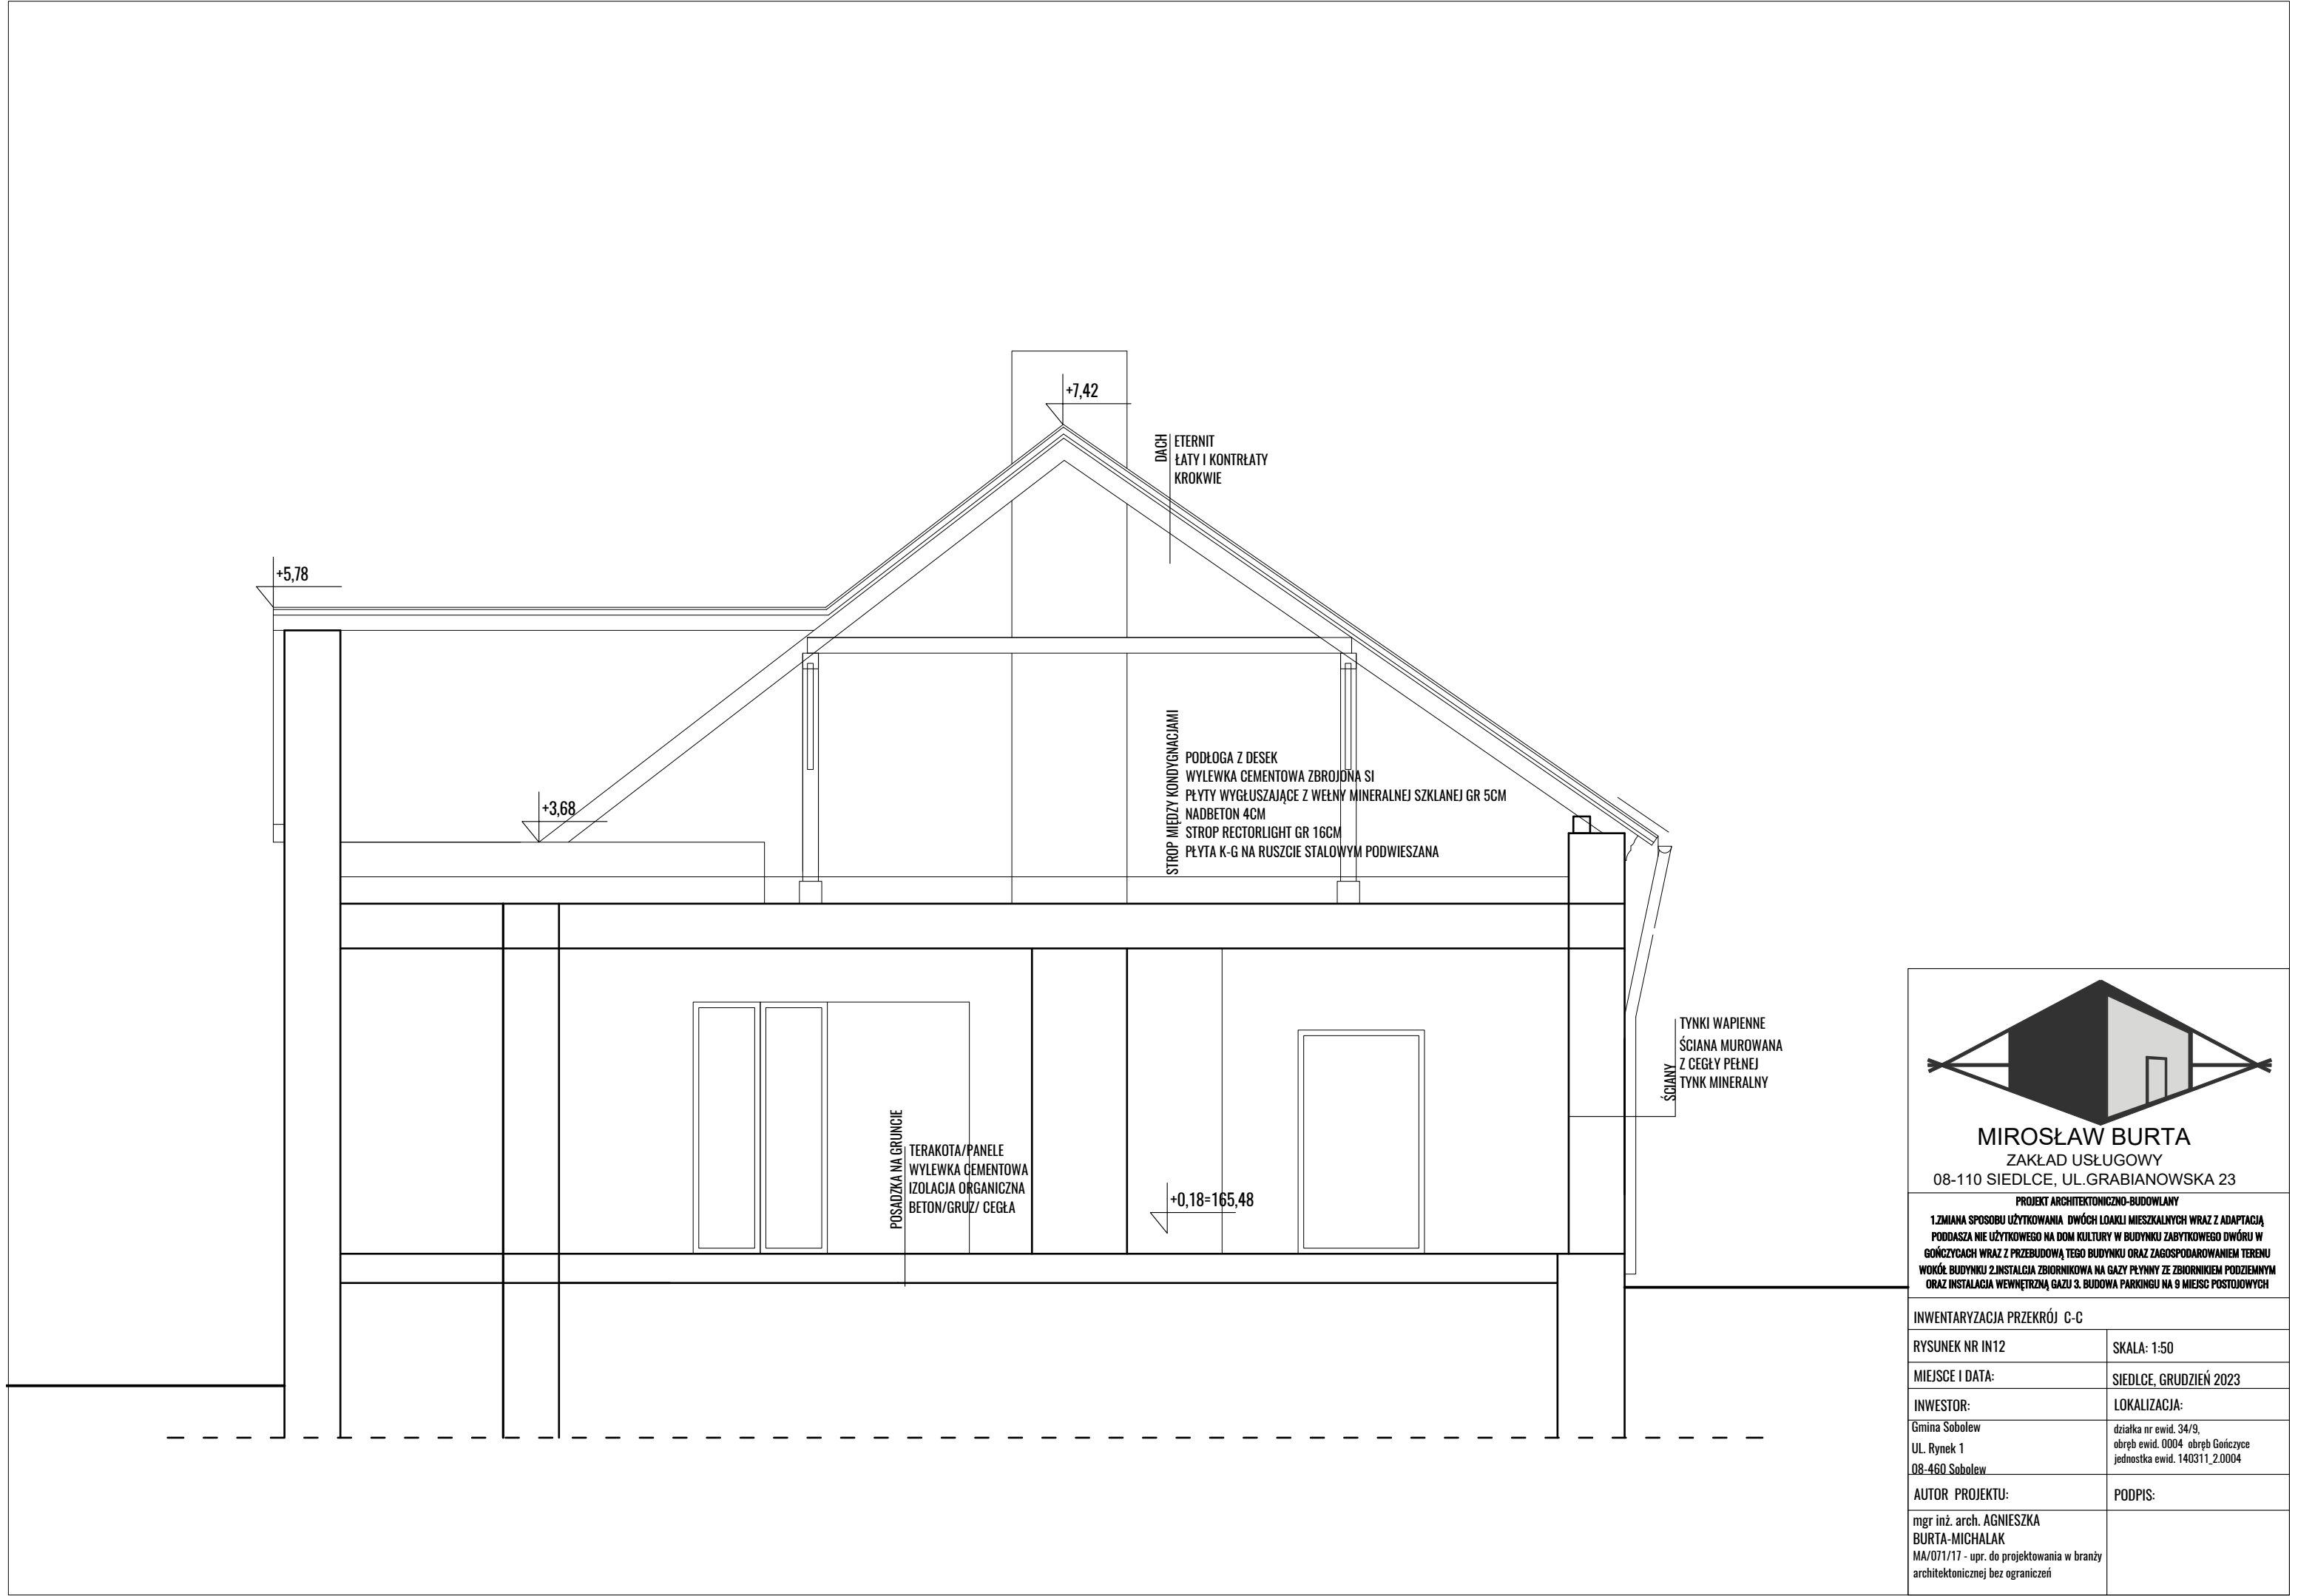 +7,42
DACH
ETERNIT
ŁATY I KONTRŁATY
KROKWIE
+5,78
+3,68
STROP MIĘDZY KONDYGNACJAMI
PODŁOGA Z DESEK
WYLEWKA CEMENTOWA ZBROJONA SI
PŁYTY WYGŁUSZAJĄCE Z WEŁNY MINERALNEJ SZKLANEJ GR 5CM
NADBETON 4CM
STROP RECTORLIGHT GR 16CM
PŁYTA K-G NA RUSZCIE STALOWYM PODWIESZANA
ŚCIANY
TYNKI WAPIENNE
ŚCIANA MUROWANA
Z CEGŁY PEŁNEJ
TYNK MINERALNY
POSADZKA NA GRUNCIE
TERAKOTA/PANELE
WYLEWKA CEMENTOWA
IZOLACJA ORGANICZNA
BETON/GRUZ/ CEGŁA
+0,18=165,48
MIROSŁAW BURTA
ZAKŁAD USŁUGOWY
08-110 SIEDLCE, UL.GRABIANOWSKA 23
PROJEKT ARCHITEKTONICZNO-BUDOWLANY
1.ZMIANA SPOSOBU UŻYTKOWANIA DWÓCH LOAKLI MIESZKALNYCH WRAZ Z ADAPTACJĄ
PODDASZA NIE UŻYTKOWEGO NA DOM KULTURY W BUDYNKU ZABYTKOWEGO DWÓRU W
GOŃCZYCACH WRAZ Z PRZEBUDOWĄ TEGO BUDYNKU ORAZ ZAGOSPODAROWANIEM TERENU
WOKÓŁ BUDYNKU 2.INSTALCJA ZBIORNIKOWA NA GAZY PŁYNNY ZE ZBIORNIKIEM PODZIEMNYM
ORAZ INSTALACJA WEWNĘTRZNĄ GAZU 3. BUDOWA PARKINGU NA 9 MIEJSC POSTOJOWYCH
INWENTARYZACJA PRZEKRÓJ C-C
RYSUNEK NR IN12
SKALA: 1:50
MIEJSCE I DATA:
SIEDLCE, GRUDZIEŃ 2023
INWESTOR:
LOKALIZACJA:
Gmina Sobolew
UL. Rynek 1
08-460 Sobolew
działka nr ewid. 34/9,
obręb ewid. 0004 obręb Gończyce
jednostka ewid. 140311_2.0004
AUTOR PROJEKTU:
PODPIS:
mgr inż. arch. AGNIESZKA
BURTA-MICHALAK
MA/071/17 - upr. do projektowania w branży
architektonicznej bez ograniczeń